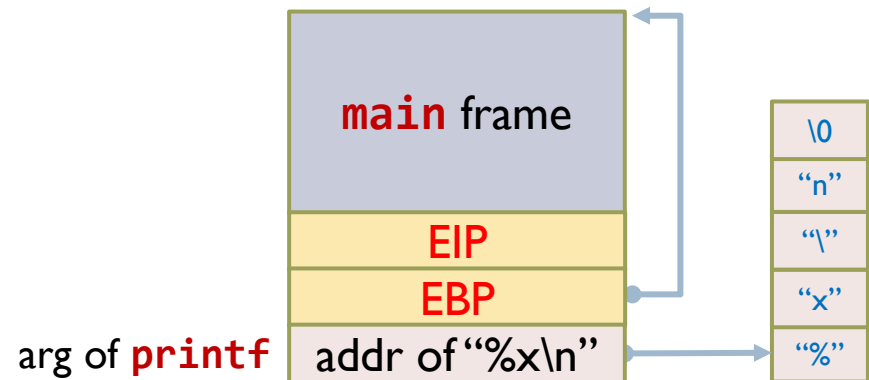 main frame
EIP
EBP
arg of printf
addr of “%x\n”
\0
“n”
“\”
“x”
“%”